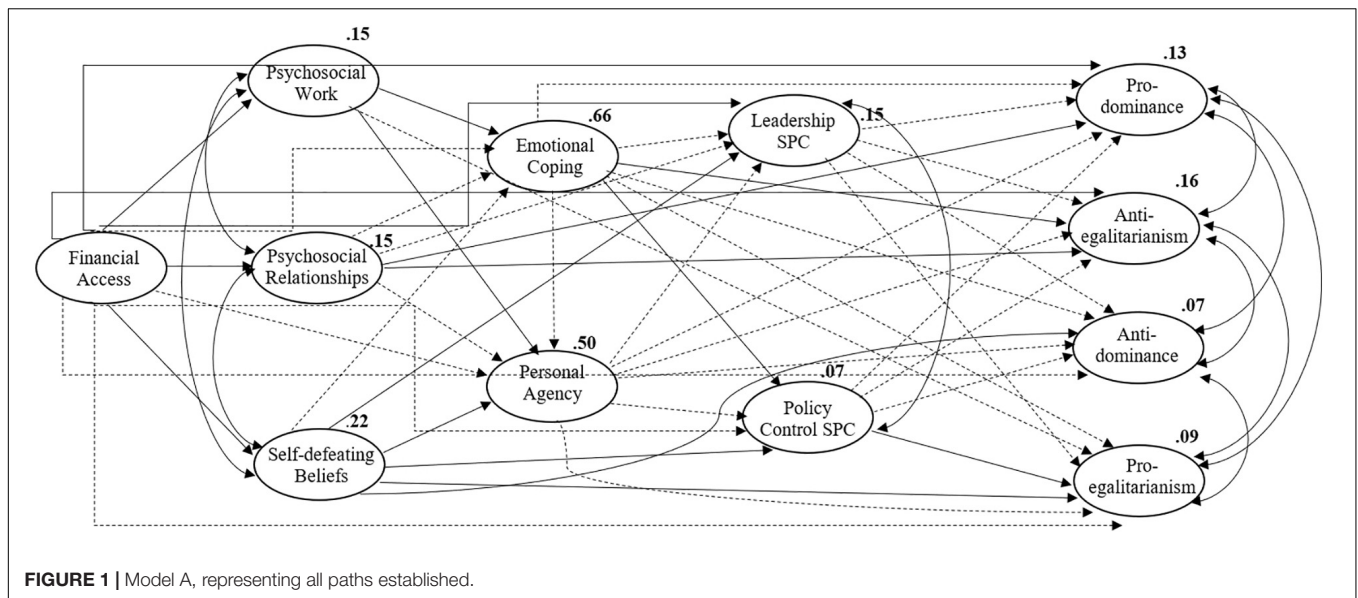 .15
Psychosocial
Work
.66
Emotional
Coping
.15
Leadership
SPC
.13
Pro-
dominance
.16
Anti-
egalitarianism
Financial
Access
.15
Psychosocial
Relationships
.50
Personal
Agency
.07
Policy
Control SPC
.07
Anti-
dominance
.22
Self-defeating
Beliefs
.09
Pro-
egalitarianism
FIGURE 1 | Model A, representing all paths established.